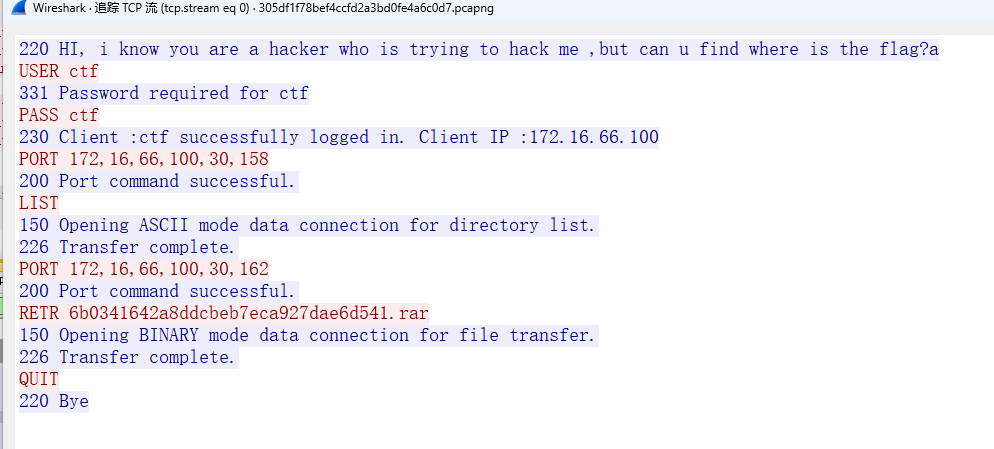 Wireshark · 追踪 TCP 流 (tcp.stream eq 0) · 305df1f78bef4ccfd2a3bd0fe4a6c0d7.pcapng
220 HI, i know you are a hacker who is trying to hack me ,but can u find where is the flag?a
USER ctf
331 Password required for ctf
PASS ctf
230 Client :ctf successfully logged in. Client IP :172.16.66.100
PORT 172,16,66,100,30,158
200 Port command successful.
LIST
150 Opening ASCII mode data connection for directory list.
226 Transfer complete.
PORT 172,16,66,100,30,162
200 Port command successful.
RETR 6b0341642a8ddcbeb7eca927dae6d541.rar
150 Opening BINARY mode data connection for file transfer.
226 Transfer complete.
QUIT
220 Bye